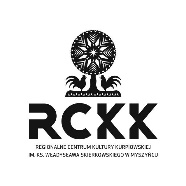 RCKK
REGIONALNE CENTRUM KULTURY KURPIOWSKIEJ
IM. KS. WŁADYSŁAWA SKIERKOWSKIEGO W MYSZYŃCU